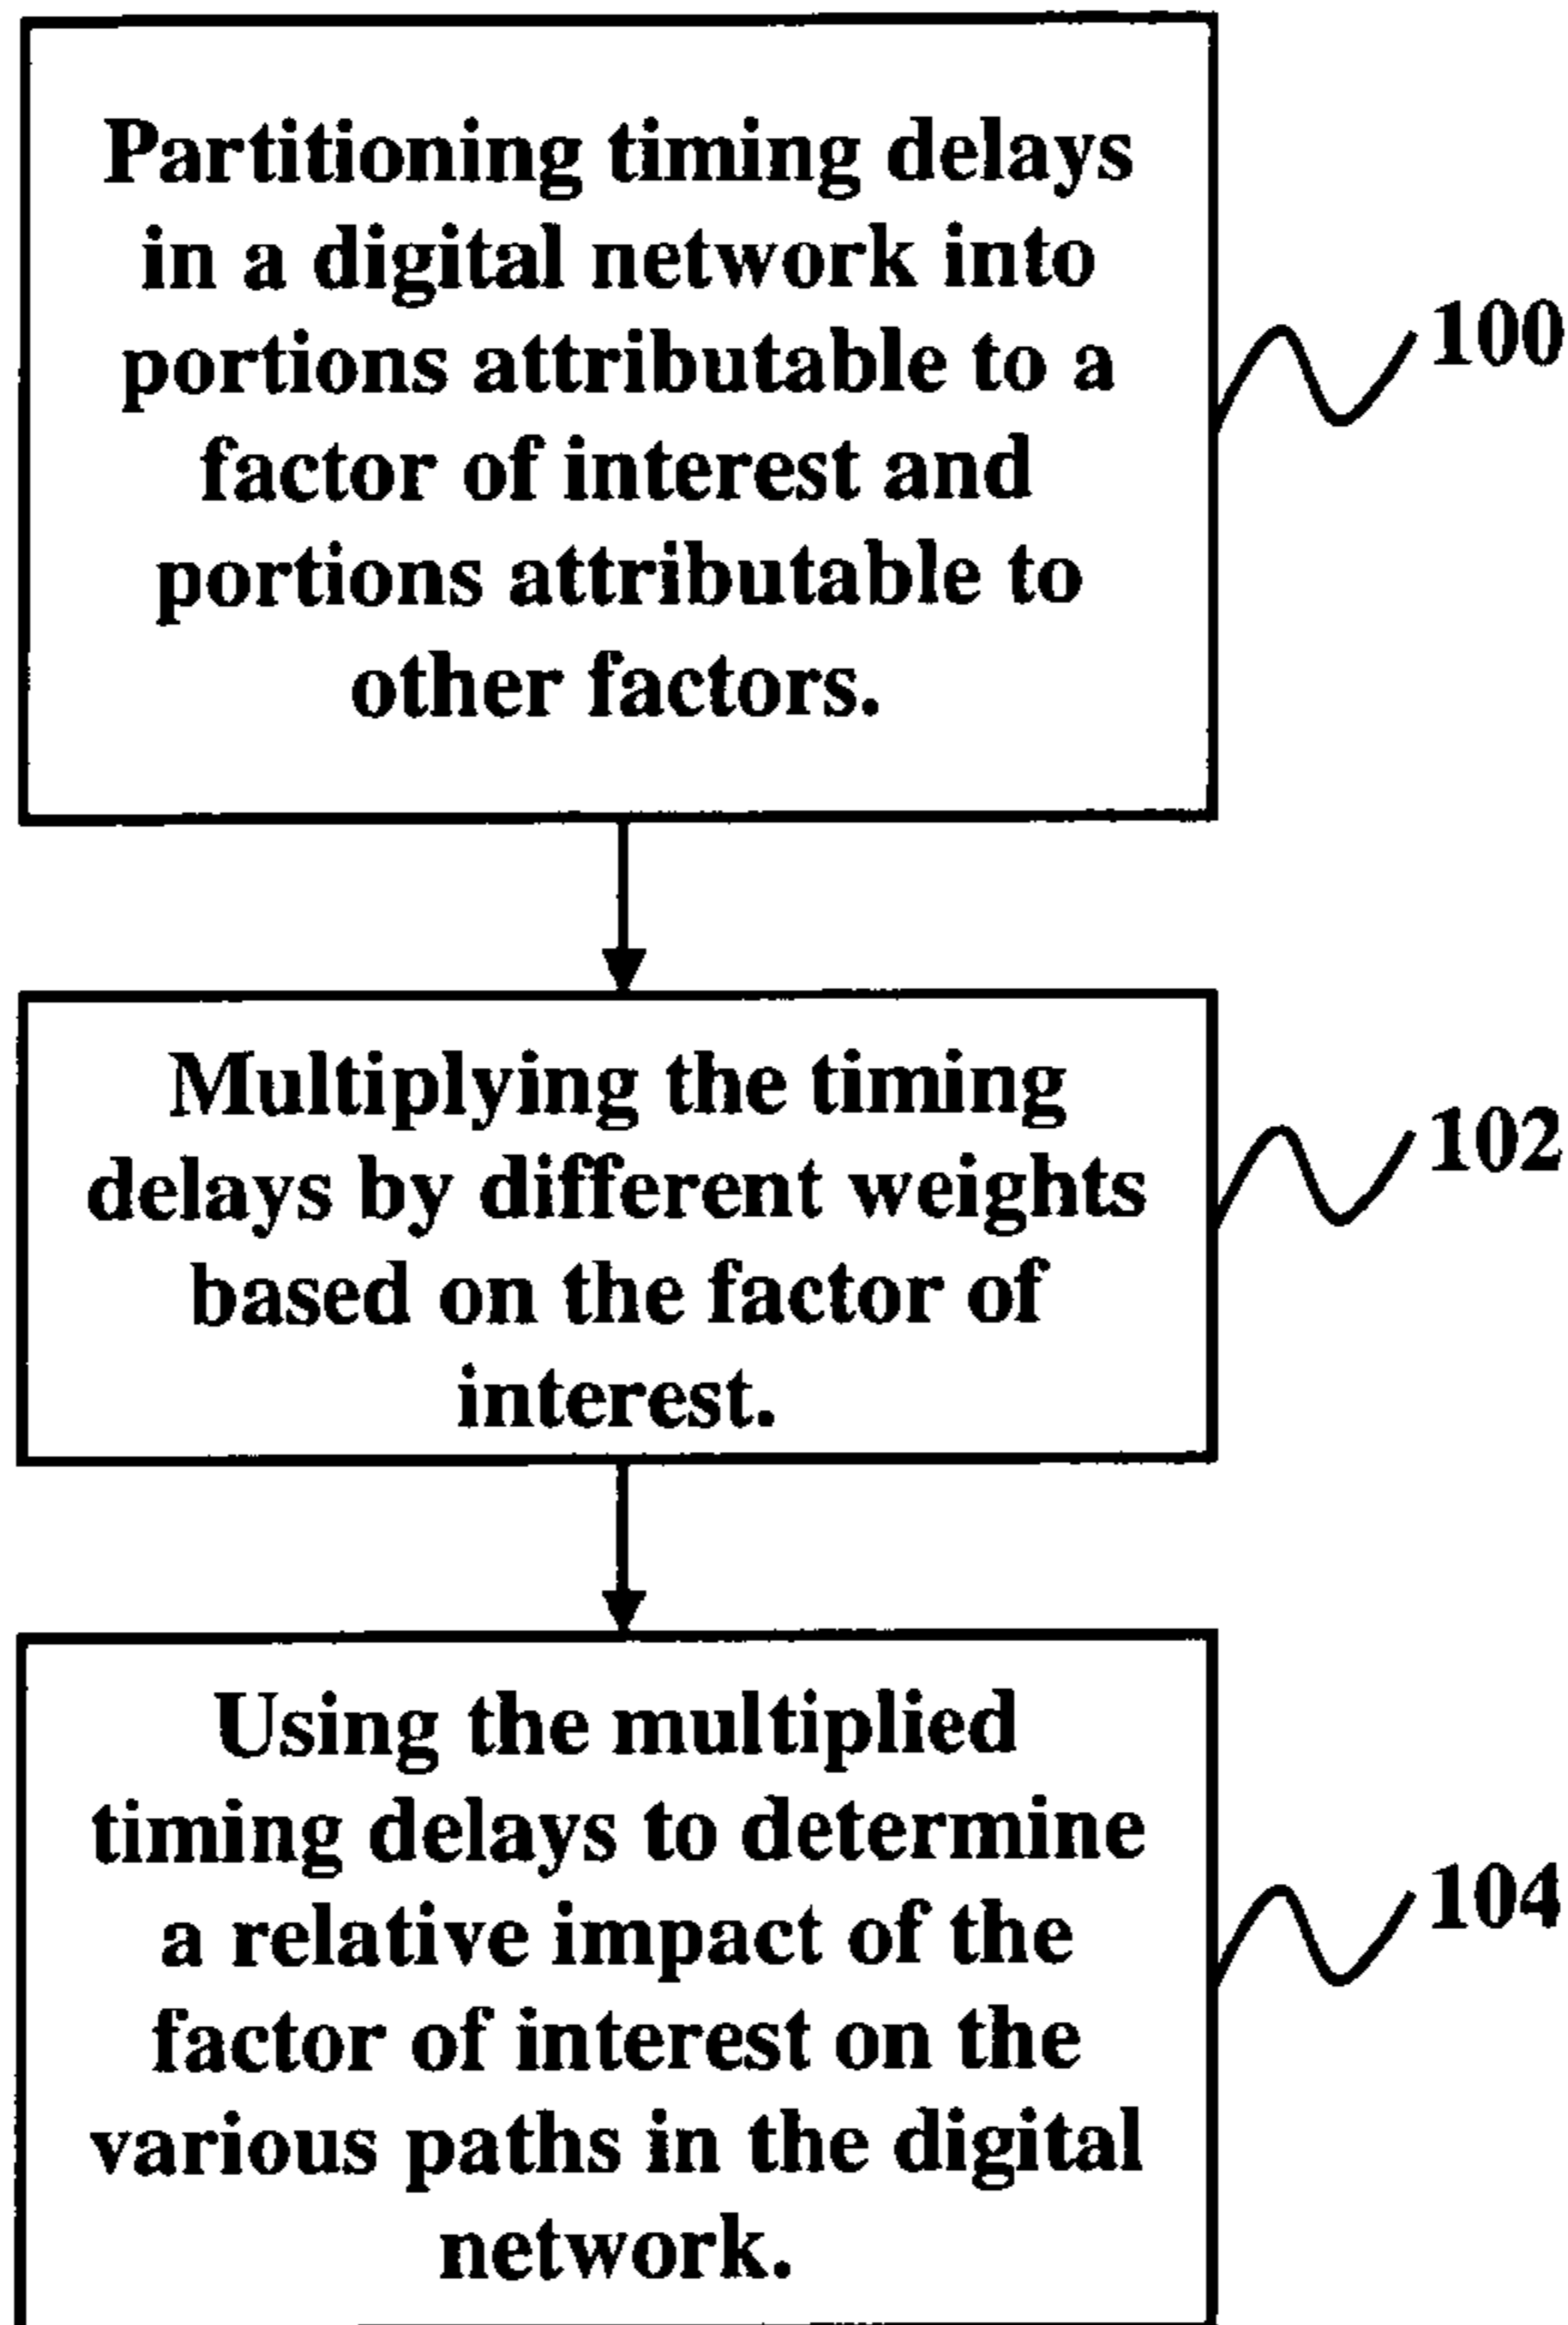 Partitioning timing delays
in a digital network into
portions attributable to a
factor of interest and
portions attributable to
other factors.
100
Multiplying the timing
delays by different weights
based on the factor of
interest.
102
Using the multiplied
timing delays to determine
a relative impact of the
factor of interest on the
various paths in the digital
network.
104